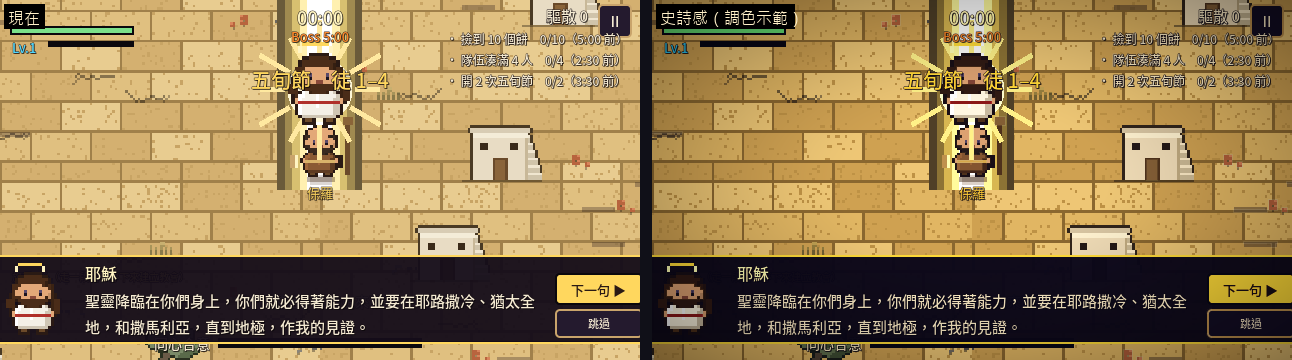 現在
00:00
驅散 0
Boss 5:00
Lv.1
· 撿到 10 個餅 0/10（5:00 前）
· 隊伍湊滿 4 人 0/4（2:30 前）
五旬節 徒 1–4
· 開 2 次五旬節 0/2（3:30 前）
保羅
耶穌
聖靈降臨在你們身上，你們就必得著能力，並要在耶路撒冷、猶太全
地，和撒馬利亞，直到地極，作我的見證。
下一句 ▶
跳過
史詩感（調色示範）
00:00
驅散 0
Boss 5:00
Lv.1
· 撿到 10 個餅 0/10（5:00 前）
· 隊伍湊滿 4 人 0/4（2:30 前）
五旬節 徒 1–4
· 開 2 次五旬節 0/2（3:30 前）
保羅
耶穌
聖靈降臨在你們身上，你們就必得著能力，並要在耶路撒冷、猶太全
地，和撒馬利亞，直到地極，作我的見證。
下一句 ▶
跳過